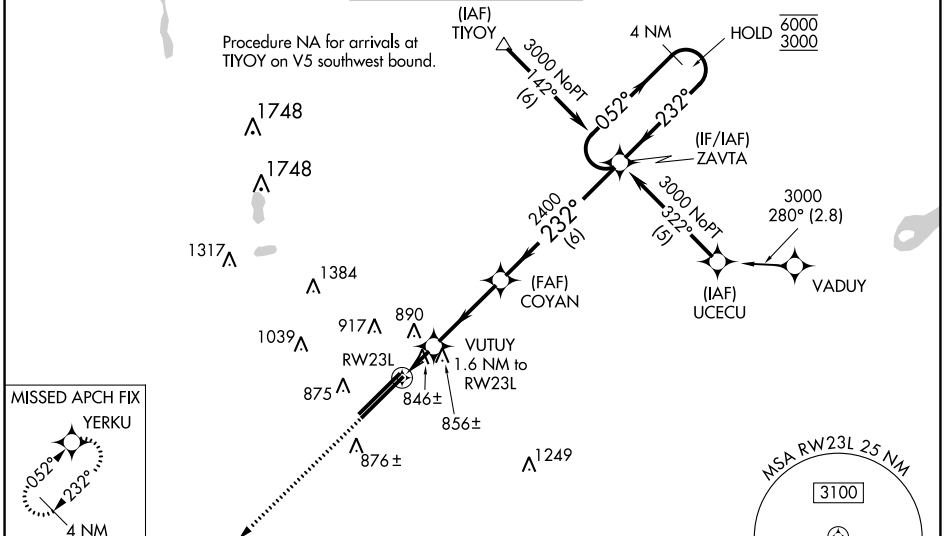 (IAF)
TIYOY
Procedure NA for arrivals at
TIYOY on V5 southwest bound.
3000 NoPT
142°
(6)
4 NM
HOLD
6000
3000
052°
232°
(IF/IAF)
ZAVTA
1748
1748
3000 NoPT
322°
(5)
3000
280° (2.8)
VADUY
(IAF)
UCECU
2400
232°
(6)
(FAF)
COYAN
1317
1384
917
890
1039
VUTUY
1.6 NM to
RW23L
RW23L
875
846±
856±
876±
1249
MISSED APCH FIX
YERKU
052°
232°
4 NM
MSA RW23L 25 NM
3100